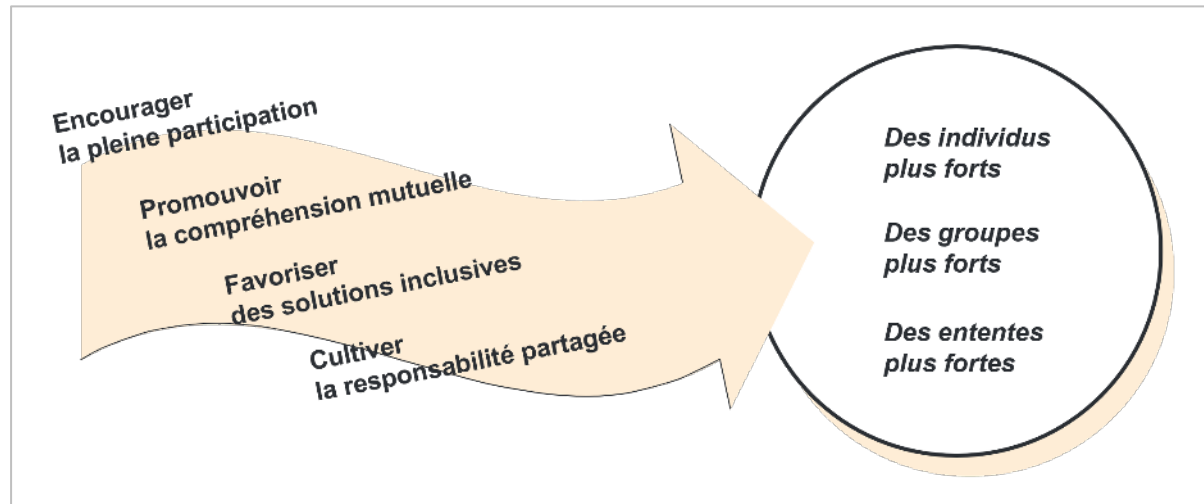 Encourager
la pleine participation
Promouvoir
la compréhension mutuelle
Favoriser
des solutions inclusives
Cultiver
la responsabilité partagée
Des individus
plus forts
Des groupes
plus forts
Des ententes
plus fortes